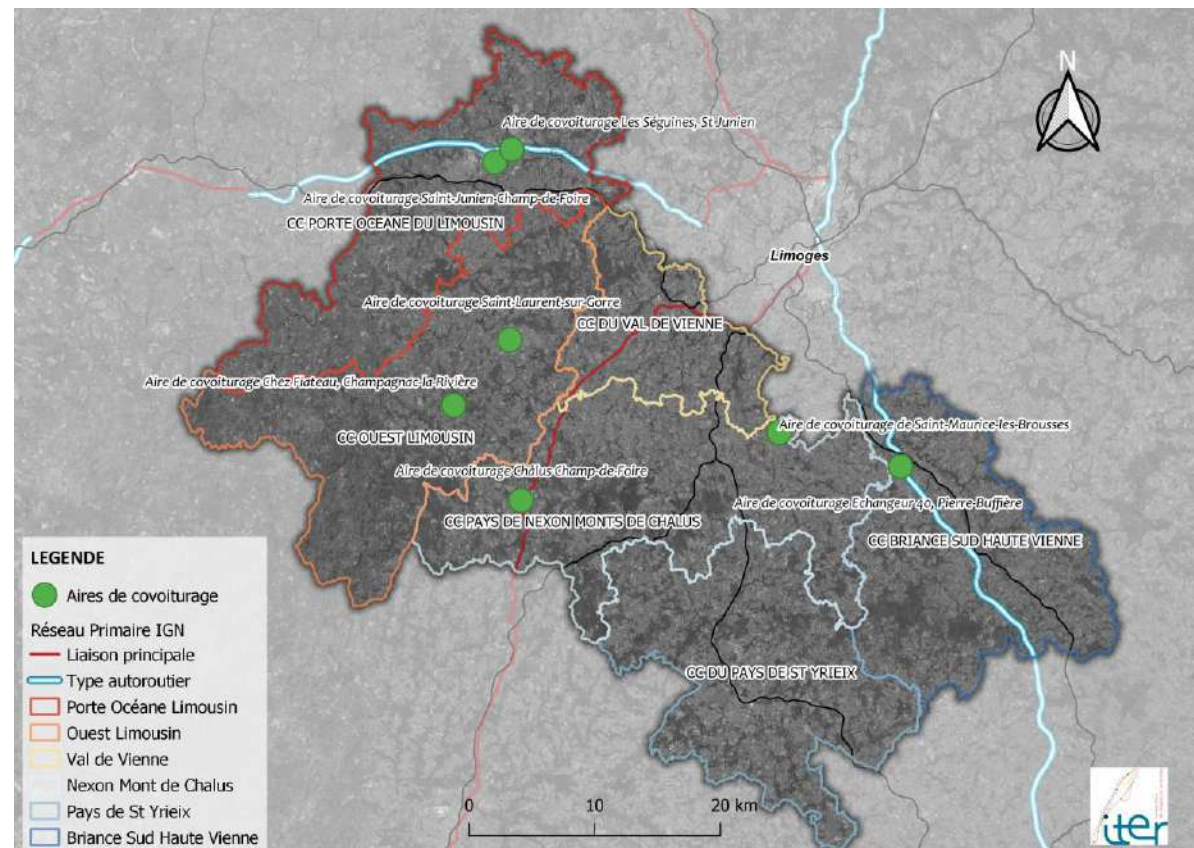 N
Aire de covoiturage Les Séguines, St-Junien
Aire de covoiturage Saint-Junien-Champ-de-Foire
CC PORTE OCEANE DU LIMOUSIN
Limoges
Aire de covoiturage Saint-Laurent-sur-Gorre
CC DU VAL DE VIENNE
Aire de covoiturage Chez Fiateau, Champagnac-la-Rivière
CC OUEST LIMOUSIN
Aire de covoiturage de Saint-Maurice-les-Brousses
Aire de covoiturage Châlus Champ-de-Foire
Aire de covoiturage Echangeur 40, Pierre-Buffière
CC PAYS DE NEXON MONTS DE CHALUS
CC BRIANCE SUD HAUTE VIENNE
CC DU PAYS DE ST YRIEIX
LEGENDE
Aires de covoiturage
Réseau Primaire IGN
Liaison principale
Type autoroutier
Porte Océane Limousin
Ouest Limousin
Val de Vienne
Nexon Mont de Chalus
Pays de St Yrieix
Briance Sud Haute Vienne
0 10 20 km
iter